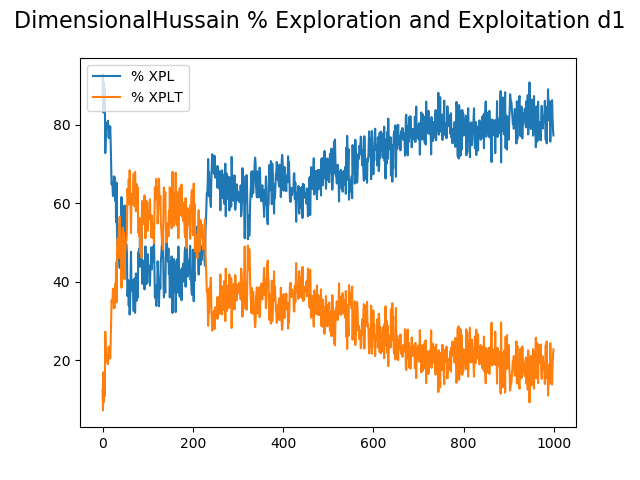 DimensionalHussain % Exploration and Exploitation d1
% XPL
% XPLT
80
60
40
20
0 200 400 600 800 1000